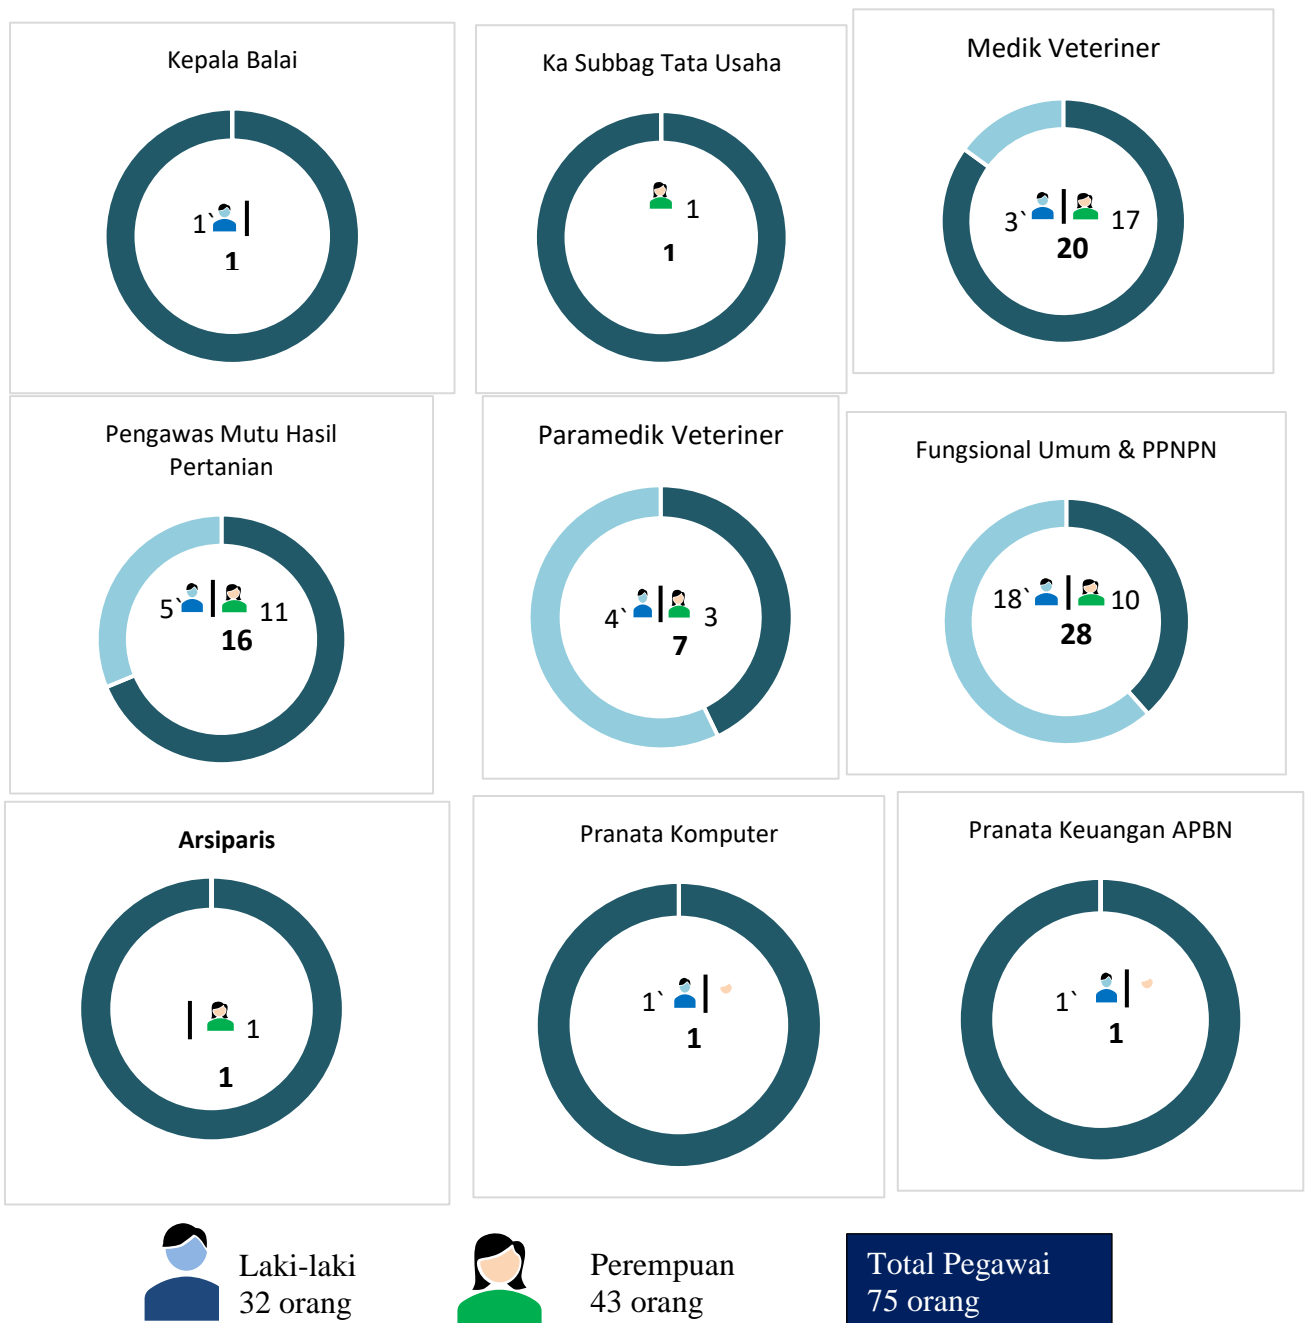 Kepala Balai
1`
1
Ka Subbag Tata Usaha
1
1
Medik Veteriner
3` 17
20
Pengawas Mutu Hasil
Pertanian
5` 11
16
Paramedik Veteriner
4` 3
7
Fungsional Umum & PPNPN
18` 10
28
Arsiparis
1
1
Pranata Komputer
1`
1
Pranata Keuangan APBN
1`
1
Laki-laki
32 orang
Perempuan
43 orang
Total Pegawai
75 orang